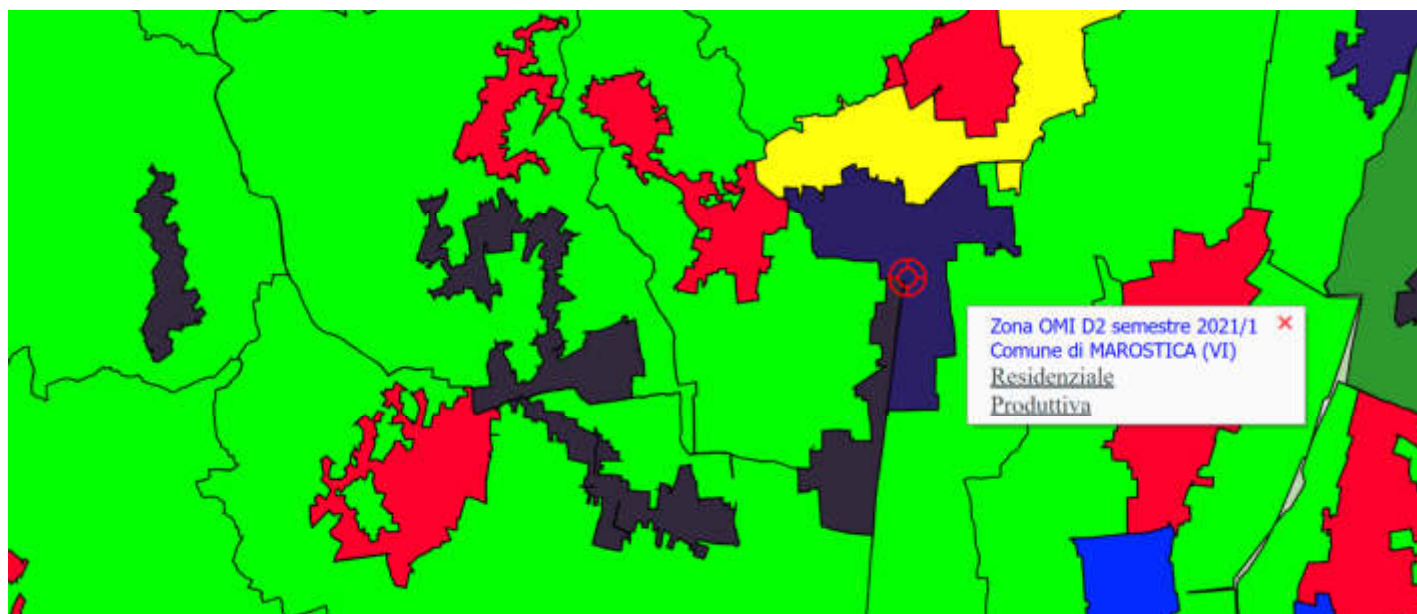 Zona OMI D2 semestre 2021/1
Comune di MAROSTICA (VI)
Residenziale
Produttiva